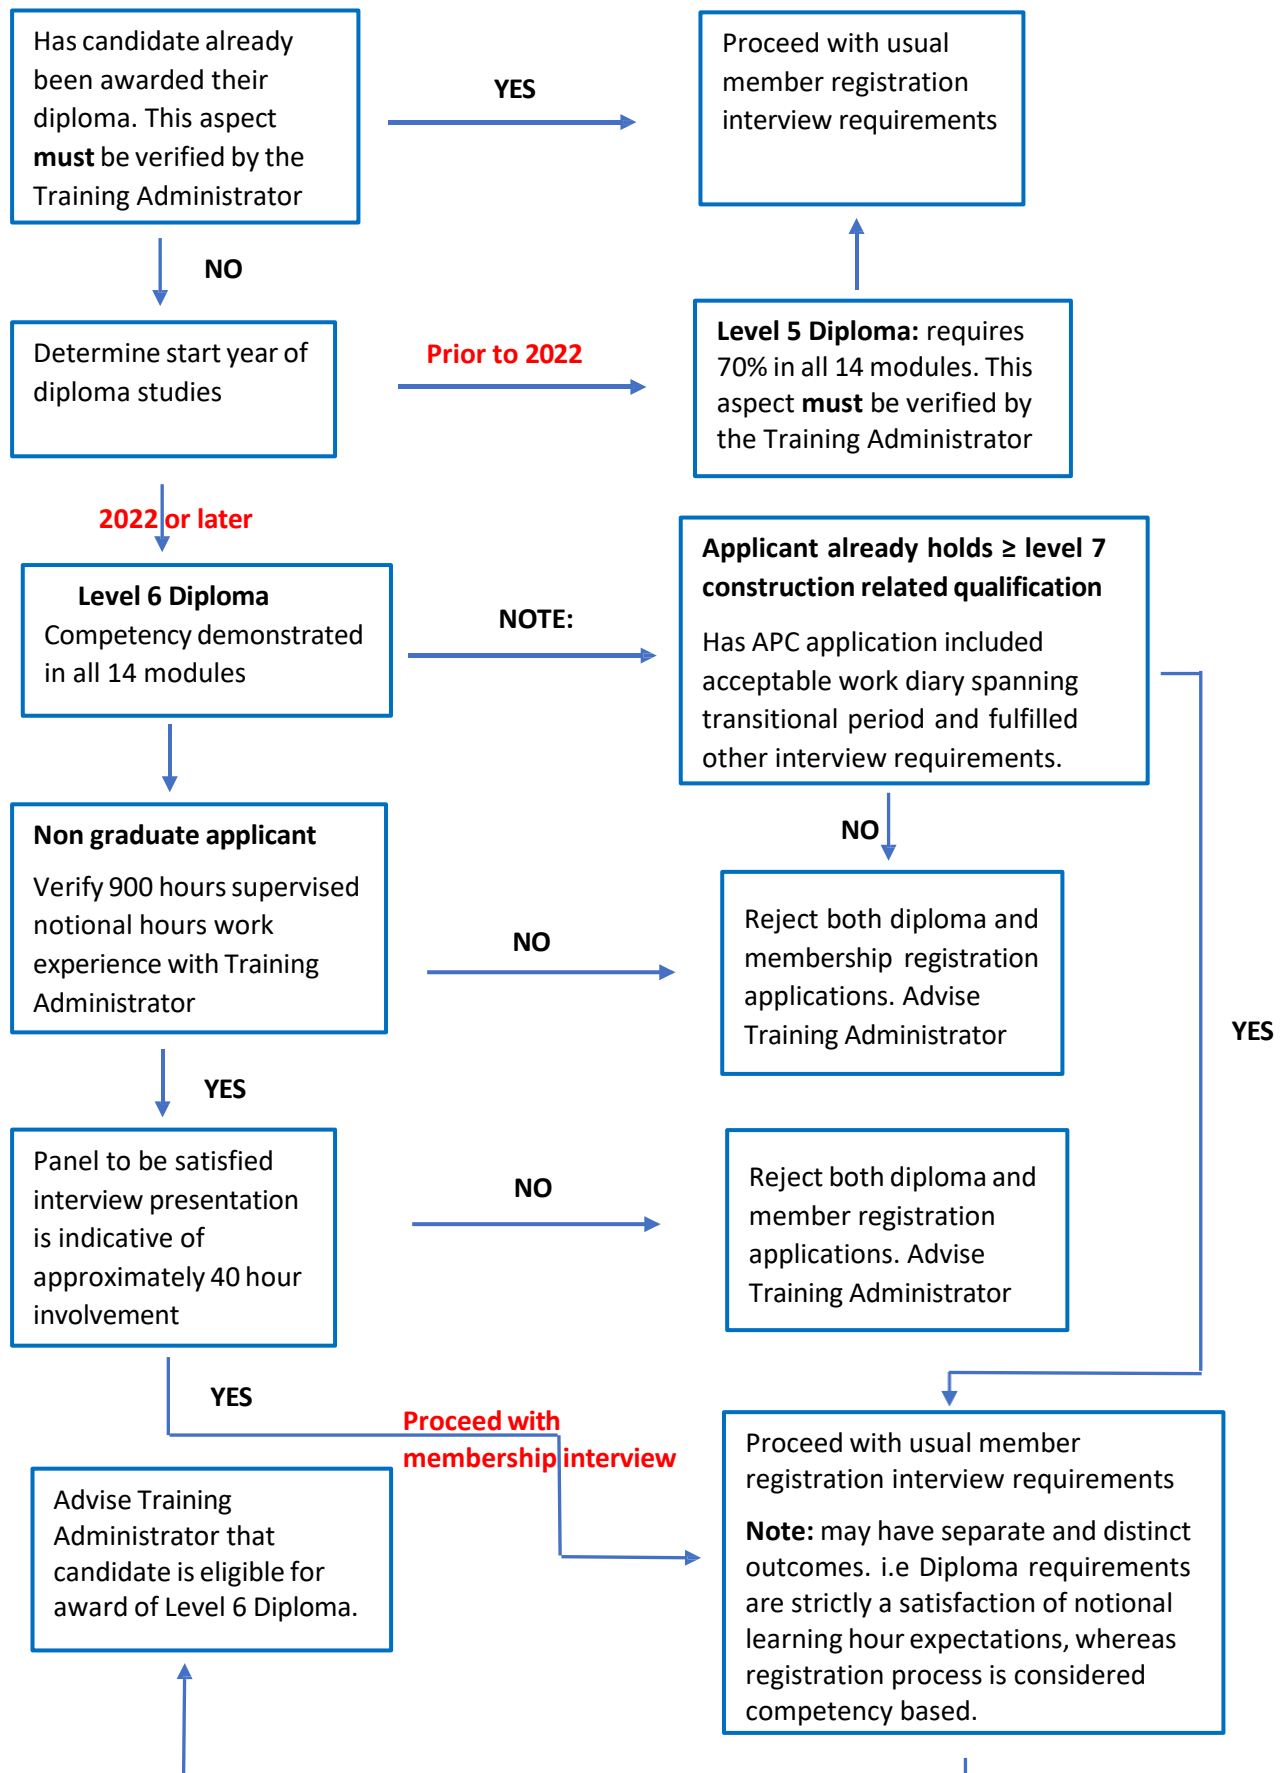 Has candidate already
been awarded their
diploma. This aspect
must be verified by the
Training Administrator
YES
Proceed with usual
member registration
interview requirements
NO
Determine start year of
diploma studies
Prior to 2022
Level 5 Diploma: requires
70% in all 14 modules. This
aspect must be verified by
the Training Administrator
2022 or later
Level 6 Diploma
Competency demonstrated
in all 14 modules
NOTE:
Applicant already holds ≥ level 7
construction related qualification
Has APC application included
acceptable work diary spanning
transitional period and fulfilled
other interview requirements.
NO
YES
Non graduate applicant
Verify 900 hours supervised
notional hours work
experience with Training
Administrator
NO
Reject both diploma and
membership registration
applications. Advise
Training Administrator
YES
Panel to be satisfied
interview presentation
is indicative of
approximately 40 hour
involvement
NO
Reject both diploma and
member registration
applications. Advise
Training Administrator
YES
Proceed with
membership interview
Advise Training
Administrator that
candidate is eligible for
award of Level 6 Diploma.
Proceed with usual member
registration interview requirements
Note: may have separate and distinct
outcomes. i.e Diploma requirements
are strictly a satisfaction of notional
learning hour expectations, whereas
registration process is considered
competency based.